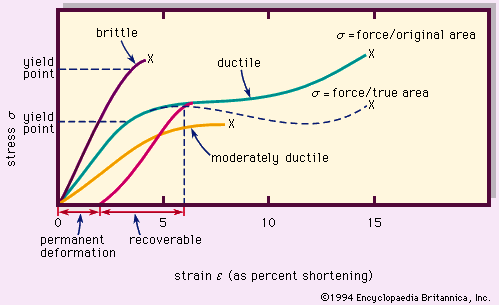 brittle
X
σ = force/original area
X
yield
point
ductile
σ = force/true area
X
yield
point
X
stress σ
moderately ductile
0
5
10
15
permanent
deformation
recoverable
strain ε (as percent shortening)
©1994 Encyclopaedia Britannica, Inc.